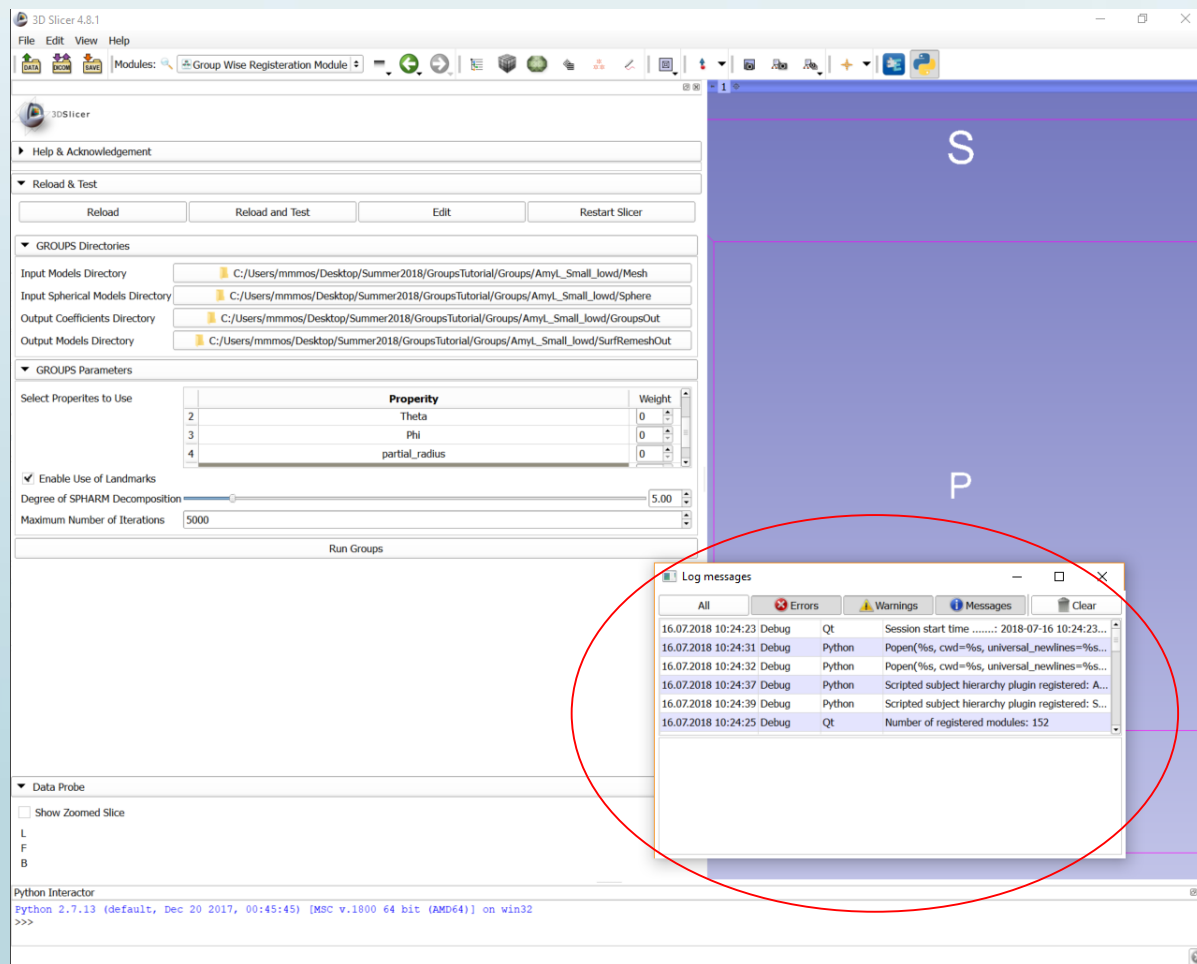 3D Slicer 4.8.1
File Edit View Help
DATA DCOM SAVE Modules: Group Wise Registeration Module
1
3DSlicer
Help & Acknowledgement
Reload & Test
Reload Reload and Test Edit Restart Slicer
GROUPS Directories
Input Models Directory C:/Users/mmmos/Desktop/Summer2018/GroupsTutorial/Groups/AmyL_Small_lowd/Mesh
Input Spherical Models Directory C:/Users/mmmos/Desktop/Summer2018/GroupsTutorial/Groups/AmyL_Small_lowd/Sphere
Output Coefficients Directory C:/Users/mmmos/Desktop/Summer2018/GroupsTutorial/Groups/AmyL_Small_lowd/GroupsOut
Output Models Directory C:/Users/mmmos/Desktop/Summer2018/GroupsTutorial/Groups/AmyL_Small_lowd/SurfRemeshOut
GROUPS Parameters
Select Properites to Use
Properity Weight
2 Theta 0
3 Phi 0
4 partial_radius 0
Enable Use of Landmarks
Degree of SPHARM Decomposition 5.00
Maximum Number of Iterations 5000
Run Groups
S
P
Log messages
All Errors Warnings Messages Clear
16.07.2018 10:24:23 Debug Qt Session start time .......: 2018-07-16 10:24:23...
16.07.2018 10:24:31 Debug Python Popen(%s, cwd=%s, universal_newlines=%s...
16.07.2018 10:24:32 Debug Python Popen(%s, cwd=%s, universal_newlines=%s...
16.07.2018 10:24:37 Debug Python Scripted subject hierarchy plugin registered: A...
16.07.2018 10:24:39 Debug Python Scripted subject hierarchy plugin registered: S...
16.07.2018 10:24:25 Debug Qt Number of registered modules: 152
Data Probe
Show Zoomed Slice
L
F
B
Python Interactor
Python 2.7.13 (default, Dec 20 2017, 00:45:45) [MSC v.1800 64 bit (AMD64)] on win32
>>>